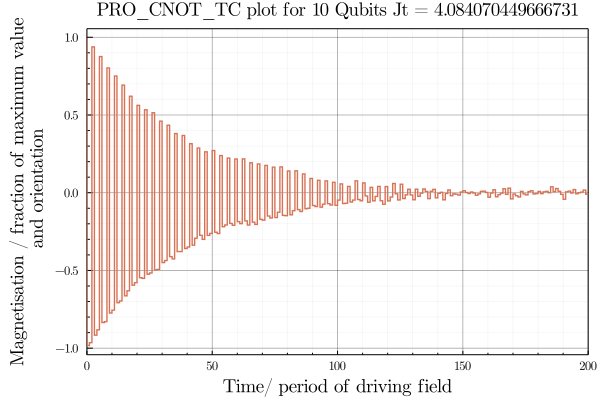 PRO_CNOT_TC plot for 10 Qubits Jt = 4.084070449666731
Magnetisation / fraction of maximum value
and orientation
1.0
0.5
0.0
−0.5
−1.0
0
50
100
150
200
Time/ period of driving field